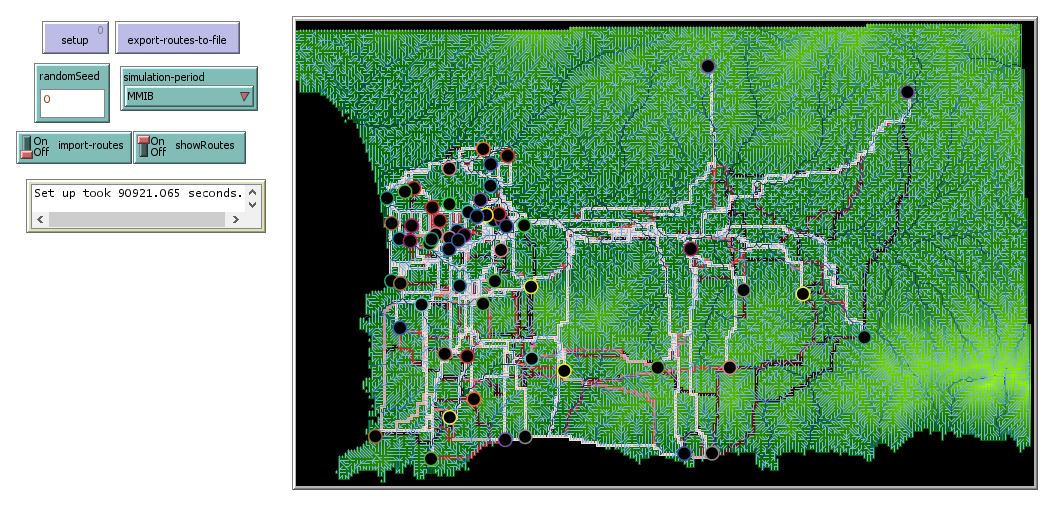 setup
0
export-routes-to-file
randomSeed
0
simulation-period
MMIB
On
Off
import-routes
On
Off
showRoutes
Set up took 90921.065 seconds.